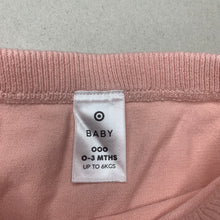 BABY
000
0-3 MTHS
UP TO 6KGS